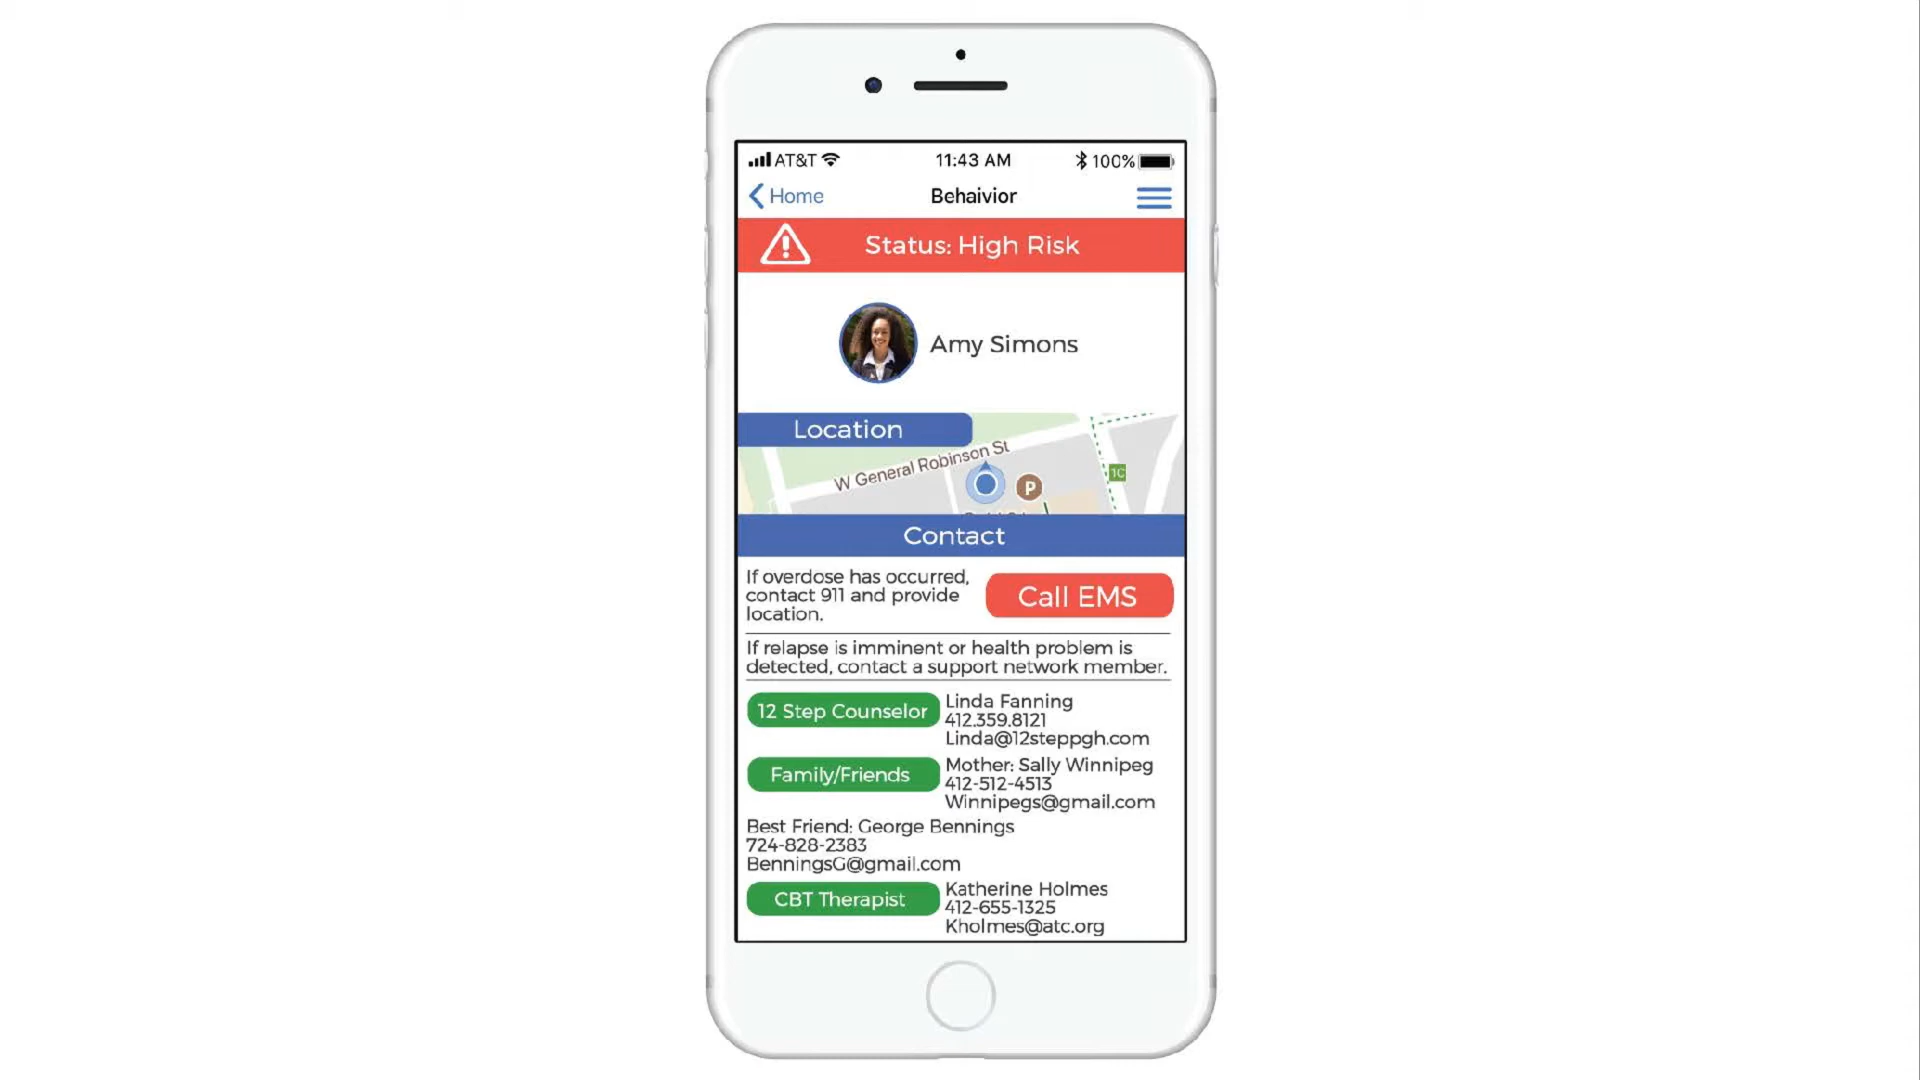 AT&T
11:43 AM
100%
Home
Behaivior
Status: High Risk
Amy Simons
Location
W General Robinson St
P
1C
Contact
If overdose has occurred,
contact 911 and provide
location.
Call EMS
If relapse is imminent or health problem is
detected, contact a support network member.
12 Step Counselor
Linda Fanning
412.359.8121
Linda@12steppgh.com
Family/Friends
Mother: Sally Winnipeg
412-512-4513
Winnipegs@gmail.com
Best Friend: George Bennings
724-828-2383
BenningsG@gmail.com
CBT Therapist
Katherine Holmes
412-655-1325
Kholmes@atc.org